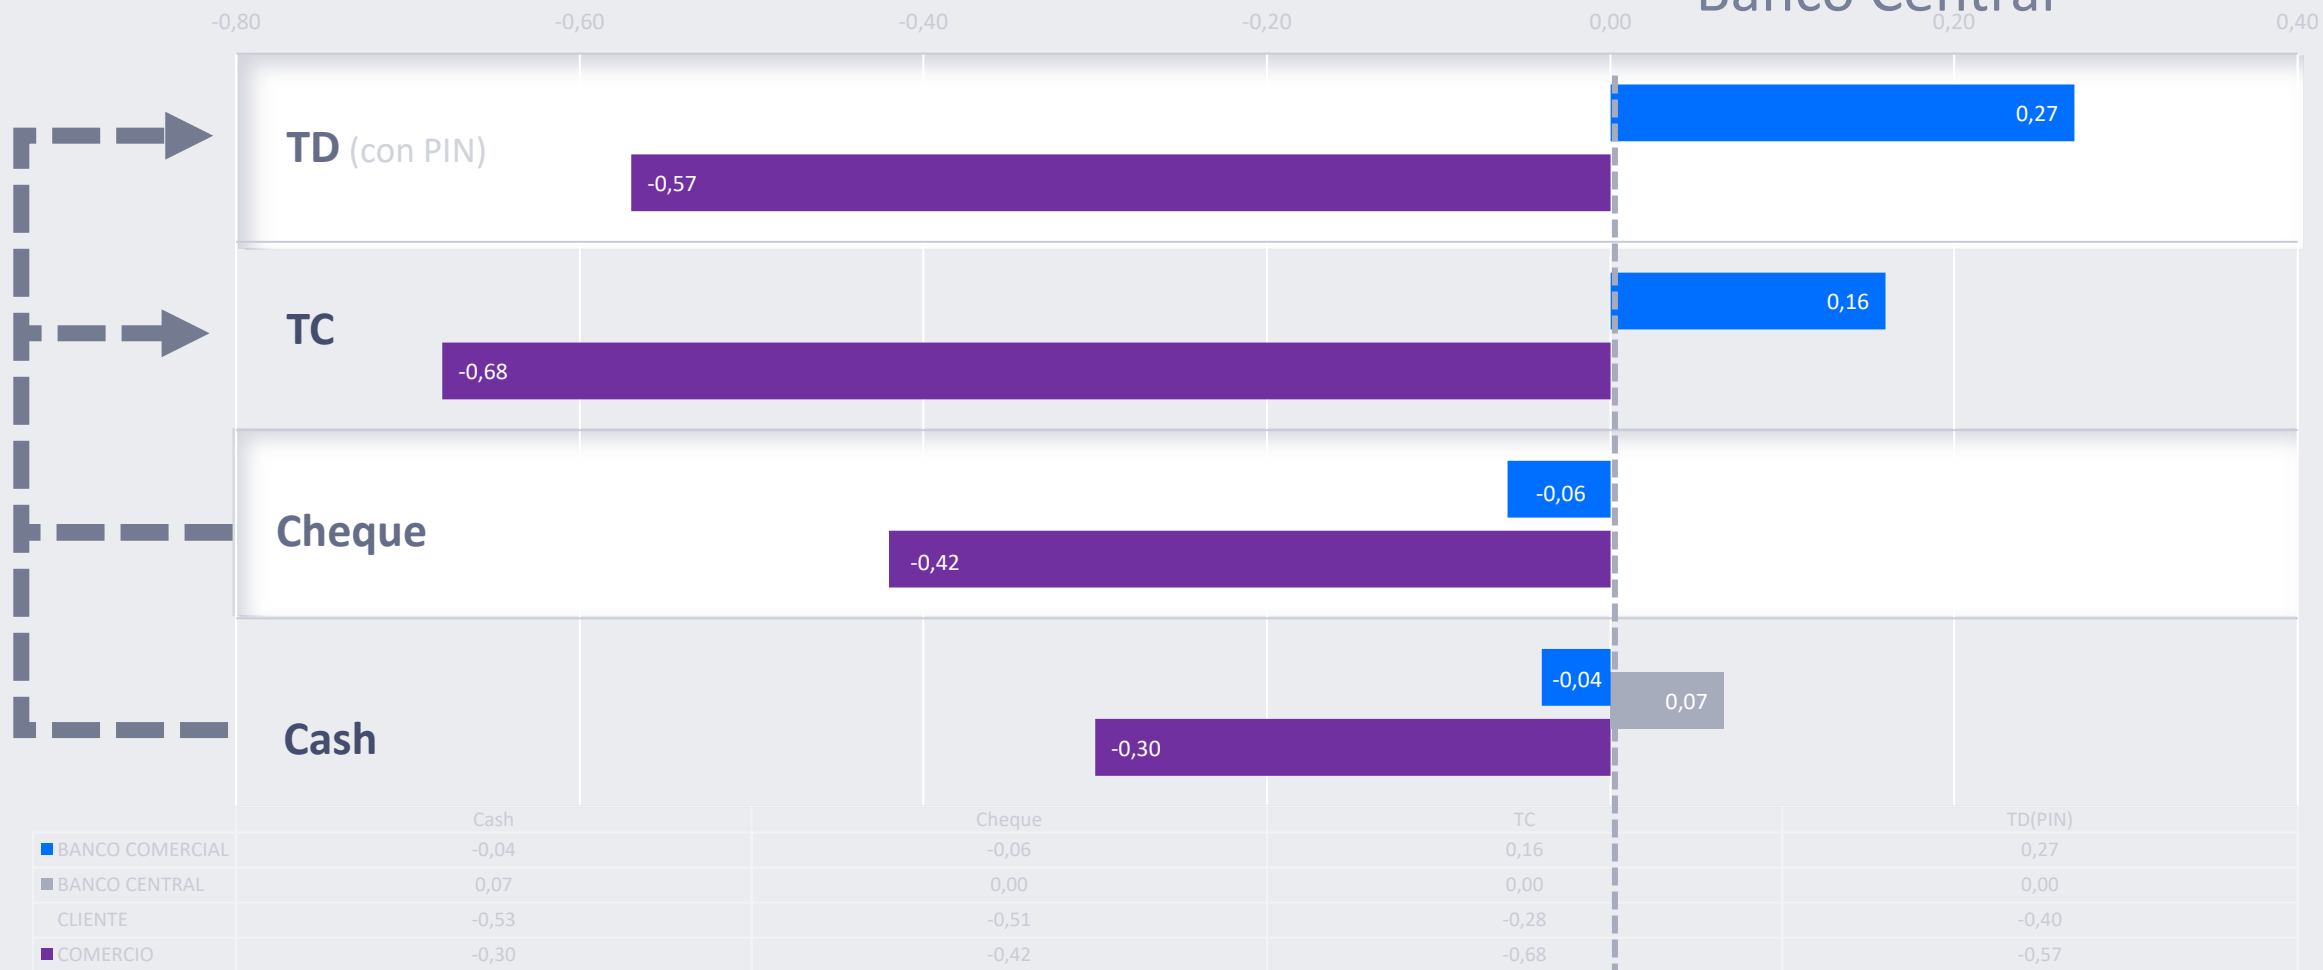 Banco Central
-0,80 -0,60 -0,40 -0,20 0,00 0,20 0,40
0,27
TD (con PIN)
-0,57
0,16
TC
-0,68
-0,06
Cheque
-0,42
-0,04
0,07
Cash
-0,30
Cash Cheque TC TD(PIN)
BANCO COMERCIAL -0,04 -0,06 0,16 0,27
BANCO CENTRAL 0,07 0,00 0,00 0,00
CLIENTE -0,53 -0,51 -0,28 -0,40
COMERCIO -0,30 -0,42 -0,68 -0,57